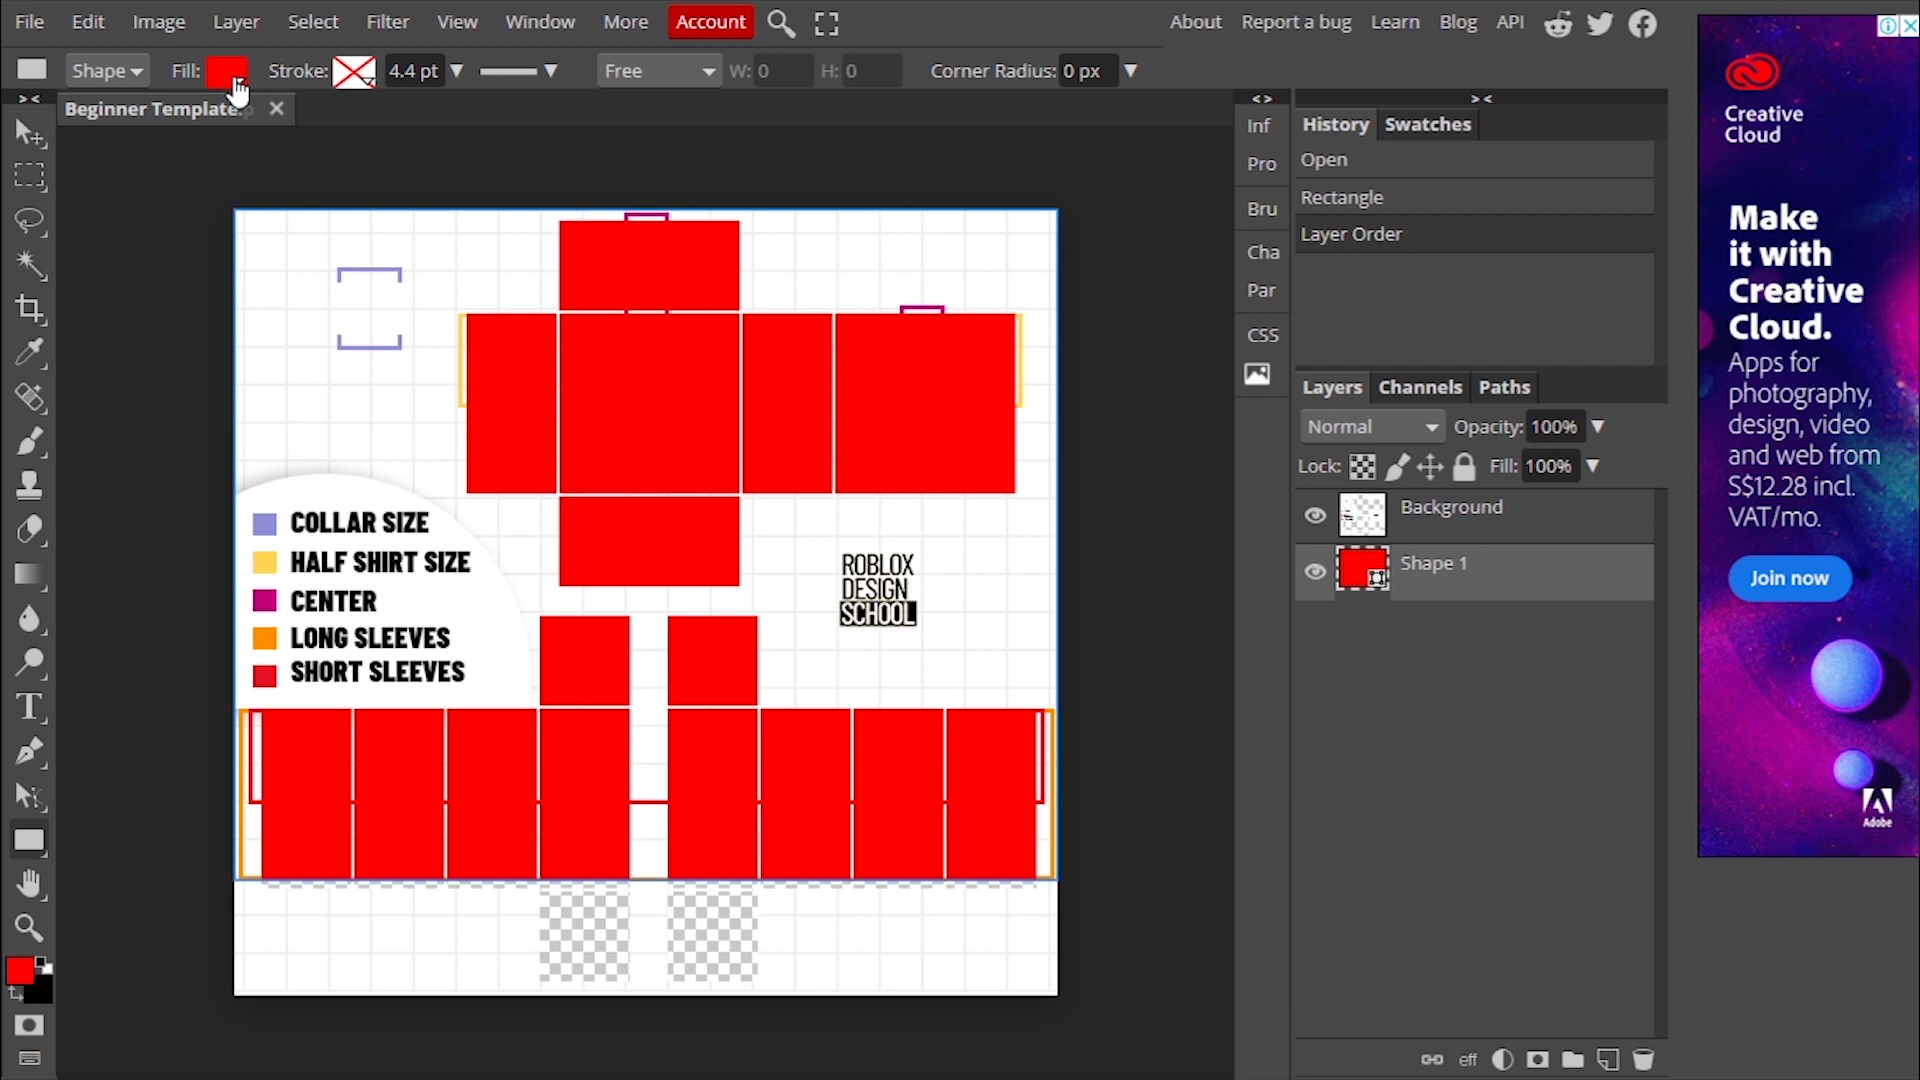 File Edit Image Layer Select Filter View Window More Account About Report a bug Learn Blog API
Shape Fill: Stroke: 4.4 pt Free W: 0 H: 0 Corner Radius: 0 px
> < Beginner Template.p < > > <
Inf
Pro
Bru
Cha
Par
CSS
History Swatches
Open
Rectangle
Layer Order
Layers Channels Paths
Normal Opacity: 100%
Lock: Fill: 100%
Background
Shape 1
eff
COLLAR SIZE
HALF SHIRT SIZE
CENTER
LONG SLEEVES
SHORT SLEEVES
ROBLOX
DESIGN
SCHOOL
Creative
Cloud
Make
it with
Creative
Cloud.
Apps for
photography,
design, video
and web from
S$12.28 incl.
VAT/mo.
Join now
Adobe